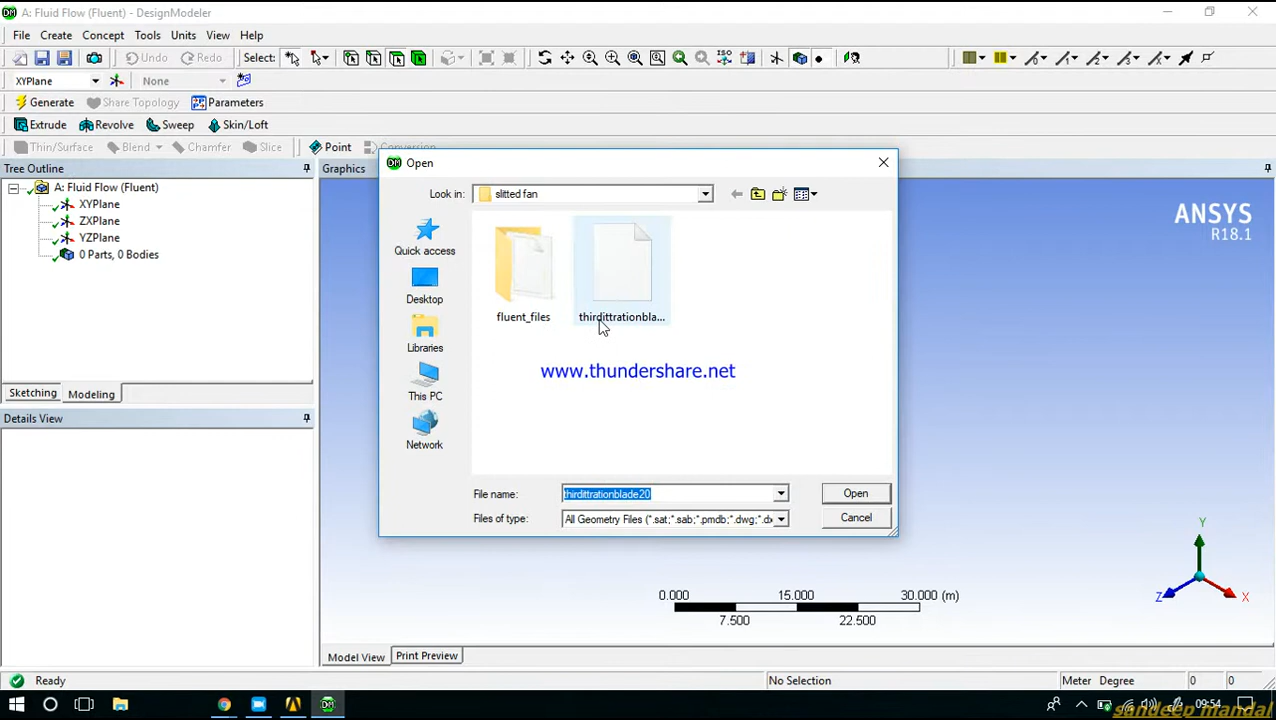 A: Fluid Flow (Fluent) - DesignModeler
File Create Concept Tools Units View Help
Undo Redo Select: ISO
XYPlane None
Generate Share Topology Parameters
Extrude Revolve Sweep Skin/Loft
Thin/Surface Blend Chamfer Slice Point Conversion
Tree Outline
Graphics
A: Fluid Flow (Fluent)
XYPlane
ZXPlane
YZPlane
0 Parts, 0 Bodies
Sketching Modeling
Details View
Open
Look in: slitted fan
Quick access
Desktop
Libraries
This PC
Network
fluent_files
thirdittrationbla...
www.thundershare.net
File name: thirdittrationblade20
Open
Files of type: All Geometry Files (*.sat;*.sab;*.pmdb;*.dwg;*.dx
Cancel
ANSYS
R18.1
Y
Z
X
0.000 15.000 30.000 (m)
7.500 22.500
Model View Print Preview
Ready
No Selection
Meter Degree 0 0
09:54
sandeep mandal